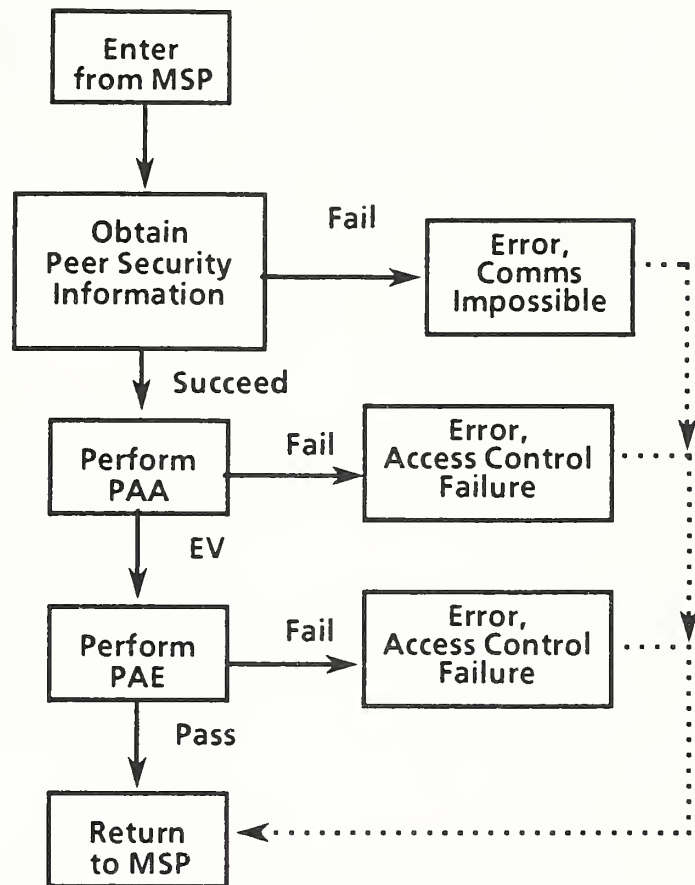 Enter
from MSP
Obtain
Peer Security
Information
Fail
Error,
Comms
Impossible
Succeed
Perform
PAA
Fail
Error,
Access Control
Failure
EV
Perform
PAE
Fail
Error,
Access Control
Failure
Pass
Return
to MSP